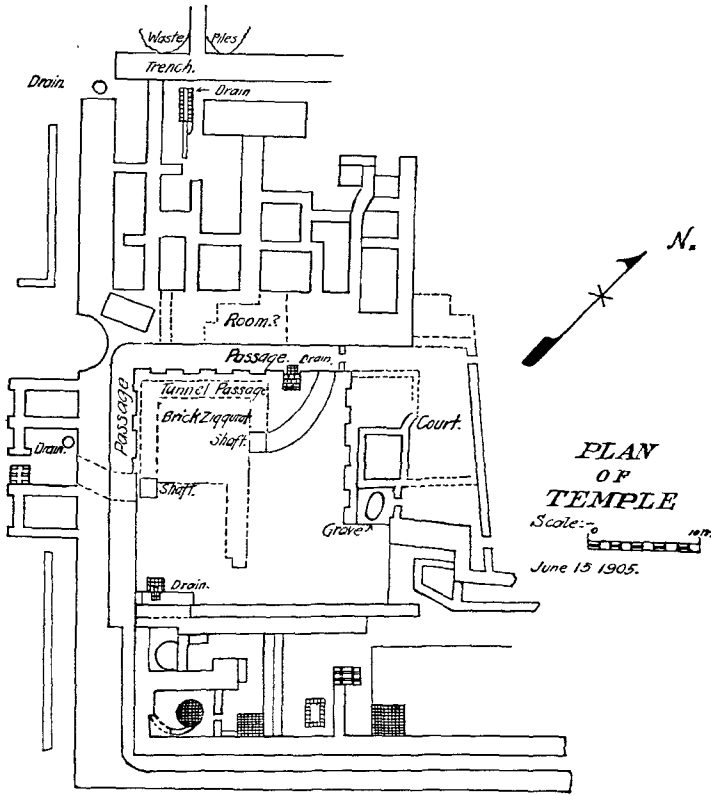 Waste Piles
Trench.
Drain.
← Drain
N.
Room?
Passage. Drain.
Passage
Tunnel Passage
Brick Ziggurat
Shaft.
Court.
Drain.
Shaft.
Grave
PLAN
OF
TEMPLE
Scale:-
0 10 m.
June 15 1905.
Drain.